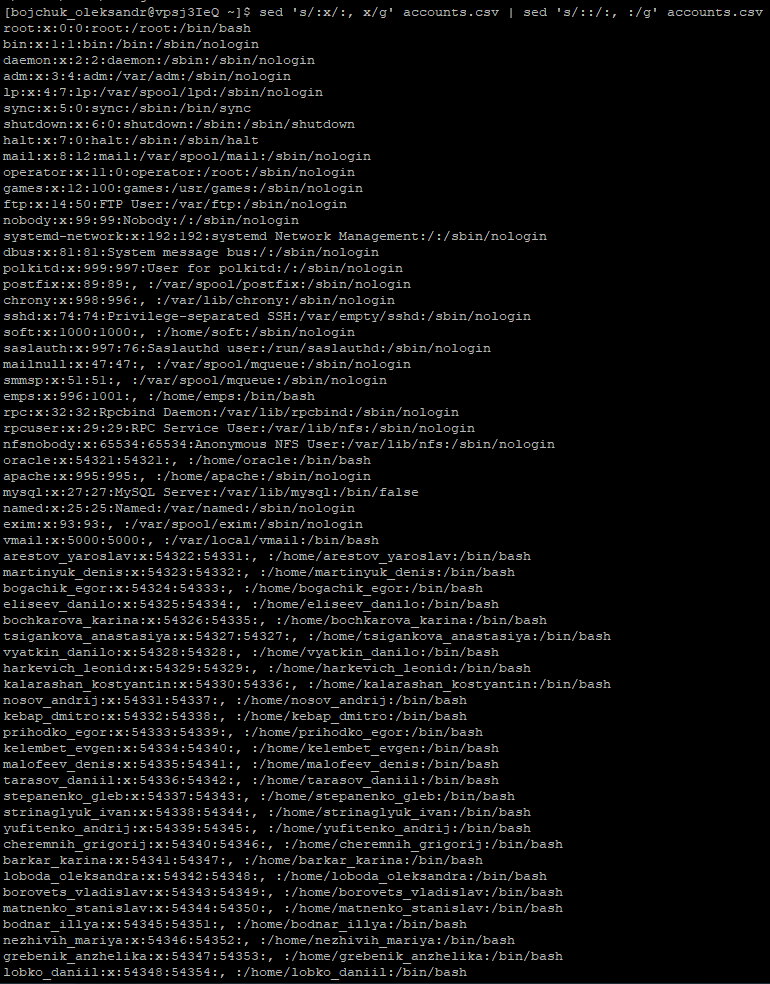 [bojchuk_oleksandr@vpsj3IeQ ~]$ sed 's/:x/:, x/g' accounts.csv | sed 's/::/:, :/g' accounts.csv
root:x:0:0:root:/root:/bin/bash
bin:x:1:1:bin:/bin:/sbin/nologin
daemon:x:2:2:daemon:/sbin:/sbin/nologin
adm:x:3:4:adm:/var/adm:/sbin/nologin
lp:x:4:7:lp:/var/spool/lpd:/sbin/nologin
sync:x:5:0:sync:/sbin:/bin/sync
shutdown:x:6:0:shutdown:/sbin:/sbin/shutdown
halt:x:7:0:halt:/sbin:/sbin/halt
mail:x:8:12:mail:/var/spool/mail:/sbin/nologin
operator:x:11:0:operator:/root:/sbin/nologin
games:x:12:100:games:/usr/games:/sbin/nologin
ftp:x:14:50:FTP User:/var/ftp:/sbin/nologin
nobody:x:99:99:Nobody:/:/sbin/nologin
systemd-network:x:192:192:systemd Network Management:/:/sbin/nologin
dbus:x:81:81:System message bus:/:/sbin/nologin
polkitd:x:999:997:User for polkitd:/:/sbin/nologin
postfix:x:89:89:, :/var/spool/postfix:/sbin/nologin
chrony:x:998:996:, :/var/lib/chrony:/sbin/nologin
sshd:x:74:74:Privilege-separated SSH:/var/empty/sshd:/sbin/nologin
soft:x:1000:1000:, :/home/soft:/sbin/nologin
saslauth:x:997:76:Saslauthd user:/run/saslauthd:/sbin/nologin
mailnull:x:47:47:, :/var/spool/mqueue:/sbin/nologin
smmsp:x:51:51:, :/var/spool/mqueue:/sbin/nologin
emps:x:996:1001:, :/home/emps:/bin/bash
rpc:x:32:32:Rpcbind Daemon:/var/lib/rpcbind:/sbin/nologin
rpcuser:x:29:29:RPC Service User:/var/lib/nfs:/sbin/nologin
nfsnobody:x:65534:65534:Anonymous NFS User:/var/lib/nfs:/sbin/nologin
oracle:x:54321:54321:, :/home/oracle:/bin/bash
apache:x:995:995:, :/home/apache:/sbin/nologin
mysql:x:27:27:MySQL Server:/var/lib/mysql:/bin/false
named:x:25:25:Named:/var/named:/sbin/nologin
exim:x:93:93:, :/var/spool/exim:/sbin/nologin
vmail:x:5000:5000:, :/var/local/vmail:/bin/bash
arestov_yaroslav:x:54322:54331:, :/home/arestov_yaroslav:/bin/bash
martinyuk_denis:x:54323:54332:, :/home/martinyuk_denis:/bin/bash
bogachik_egor:x:54324:54333:, :/home/bogachik_egor:/bin/bash
eliseev_danilo:x:54325:54334:, :/home/eliseev_danilo:/bin/bash
bochkarova_karina:x:54326:54335:, :/home/bochkarova_karina:/bin/bash
tsigankova_anastasiya:x:54327:54327:, :/home/tsigankova_anastasiya:/bin/bash
vyatkin_danilo:x:54328:54328:, :/home/vyatkin_danilo:/bin/bash
harkevich_leonid:x:54329:54329:, :/home/harkevich_leonid:/bin/bash
kalarashan_kostyantin:x:54330:54336:, :/home/kalarashan_kostyantin:/bin/bash
nosov_andrij:x:54331:54337:, :/home/nosov_andrij:/bin/bash
kebap_dmitro:x:54332:54338:, :/home/kebap_dmitro:/bin/bash
prihodko_egor:x:54333:54339:, :/home/prihodko_egor:/bin/bash
kelembet_evgen:x:54334:54340:, :/home/kelembet_evgen:/bin/bash
malofeev_denis:x:54335:54341:, :/home/malofeev_denis:/bin/bash
tarasov_daniil:x:54336:54342:, :/home/tarasov_daniil:/bin/bash
stepanenko_gleb:x:54337:54343:, :/home/stepanenko_gleb:/bin/bash
strinaglyuk_ivan:x:54338:54344:, :/home/strinaglyuk_ivan:/bin/bash
yufitenko_andrij:x:54339:54345:, :/home/yufitenko_andrij:/bin/bash
cheremnih_grigorij:x:54340:54346:, :/home/cheremnih_grigorij:/bin/bash
barkar_karina:x:54341:54347:, :/home/barkar_karina:/bin/bash
loboda_oleksandra:x:54342:54348:, :/home/loboda_oleksandra:/bin/bash
borovets_vladislav:x:54343:54349:, :/home/borovets_vladislav:/bin/bash
matnenko_stanislav:x:54344:54350:, :/home/matnenko_stanislav:/bin/bash
bodnar_illya:x:54345:54351:, :/home/bodnar_illya:/bin/bash
nezhivih_mariya:x:54346:54352:, :/home/nezhivih_mariya:/bin/bash
grebenik_anzhelika:x:54347:54353:, :/home/grebenik_anzhelika:/bin/bash
lobko_daniil:x:54348:54354:, :/home/lobko_daniil:/bin/bash